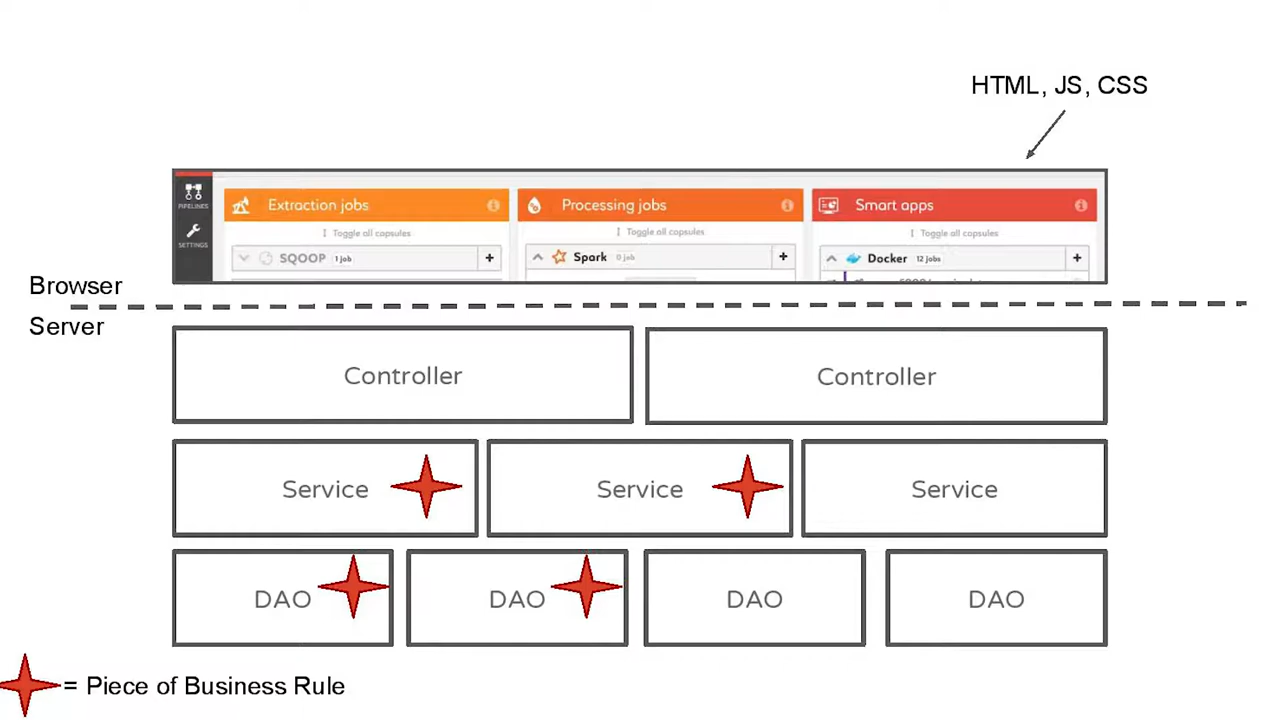 HTML, JS, CSS
PIPELINES
SETTINGS
Extraction jobs
Toggle all capsules
SQOOP 1 job
Processing jobs
Toggle all capsules
Spark 0 job
Smart apps
Toggle all capsules
Docker 12 jobs
Browser
Server
Controller
Controller
Service
Service
Service
DAO
DAO
DAO
DAO
= Piece of Business Rule